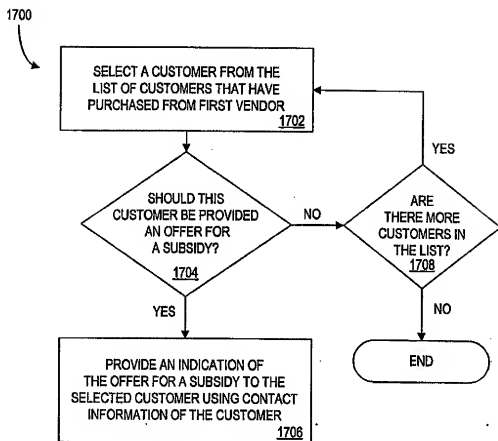 1700
SELECT A CUSTOMER FROM THE
LIST OF CUSTOMERS THAT HAVE
PURCHASED FROM FIRST VENDOR
1702
SHOULD THIS
CUSTOMER BE PROVIDED
AN OFFER FOR
A SUBSIDY?
1704
NO
YES
ARE
THERE MORE
CUSTOMERS IN
THE LIST?
1708
YES
NO
END
PROVIDE AN INDICATION OF
THE OFFER FOR A SUBSIDY TO THE
SELECTED CUSTOMER USING CONTACT
INFORMATION OF THE CUSTOMER
1706